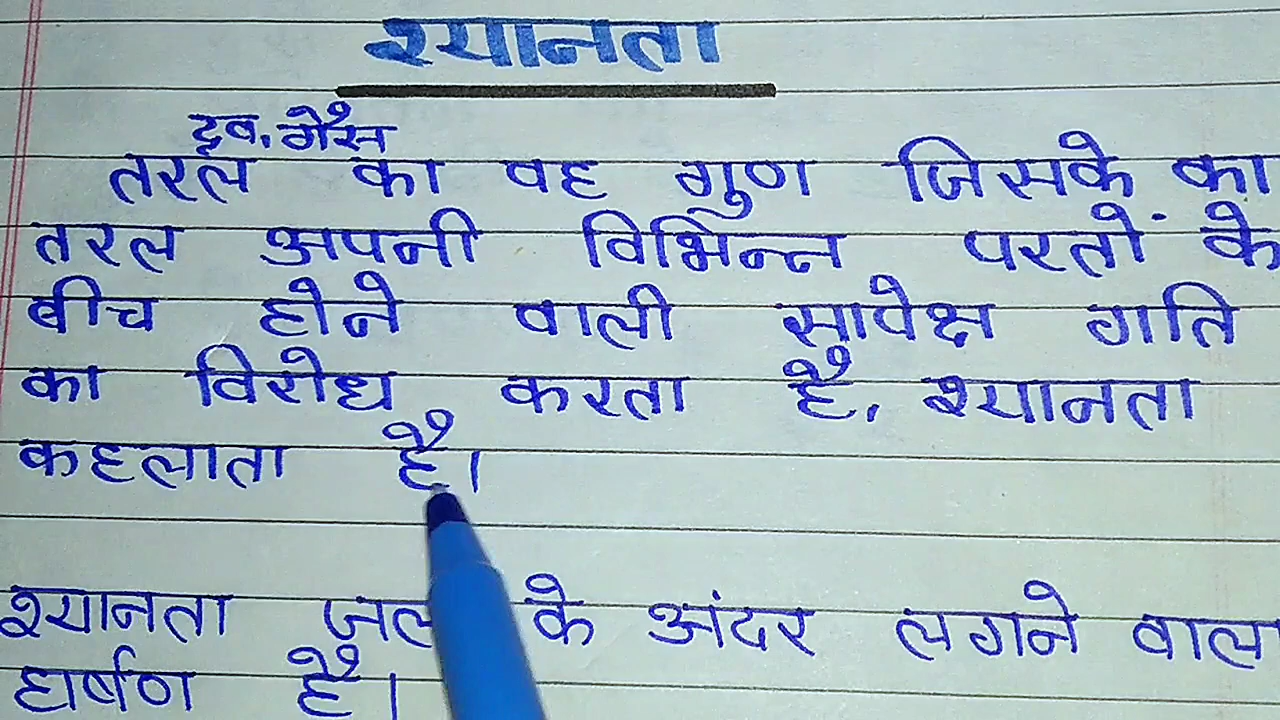 श्यानता
द्रव, गैस
तरल का वह गुण जिसके का
तरल अपनी विभिन्न परतों के
बीच होने वाली सापेक्ष गति
का विरोध करता है, श्यानता
कहलाता है।
श्यानता जल के अंदर लगने वाल
घर्षण है।